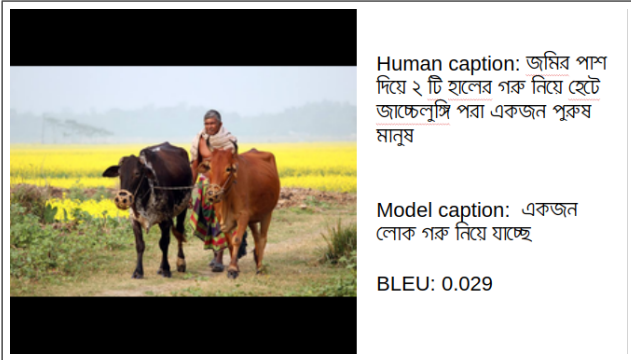 Human caption: জমির পাশ
দিয়ে ২ টি হালের গরু নিয়ে হেটে
জাচ্চেলুঙ্গি পরা একজন পুরুষ
মানুষ
Model caption: একজন
লোক গরু নিয়ে যাচ্ছে
BLEU: 0.029